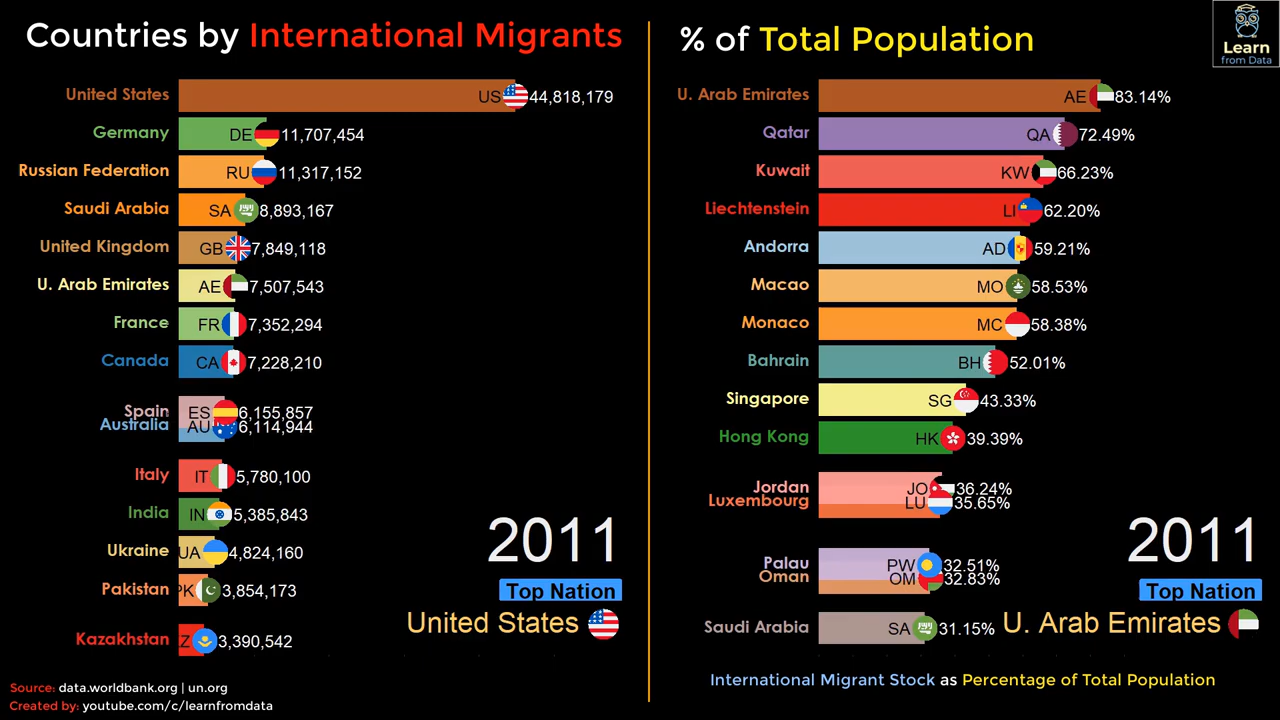 Countries by International Migrants
United States US 44,818,179
Germany DE 11,707,454
Russian Federation RU 11,317,152
Saudi Arabia SA 8,893,167
United Kingdom GB 7,849,118
U. Arab Emirates AE 7,507,543
France FR 7,352,294
Canada CA 7,228,210
Spain ES 6,155,857
Australia AU 6,114,944
Italy IT 5,780,100
India IN 5,385,843
Ukraine UA 4,824,160
Pakistan PK 3,854,173
Kazakhstan Z 3,390,542
2011
Top Nation
United States
Source: data.worldbank.org | un.org
Created by: youtube.com/c/learnfromdata
% of Total Population
Learn
from Data
U. Arab Emirates AE 83.14%
Qatar QA 72.49%
Kuwait KW 66.23%
Liechtenstein LI 62.20%
Andorra AD 59.21%
Macao MO 58.53%
Monaco MC 58.38%
Bahrain BH 52.01%
Singapore SG 43.33%
Hong Kong HK 39.39%
Jordan JO 36.24%
Luxembourg LU 35.65%
Palau PW 32.51%
Oman OM 32.83%
Saudi Arabia SA 31.15%
2011
Top Nation
U. Arab Emirates
International Migrant Stock as Percentage of Total Population